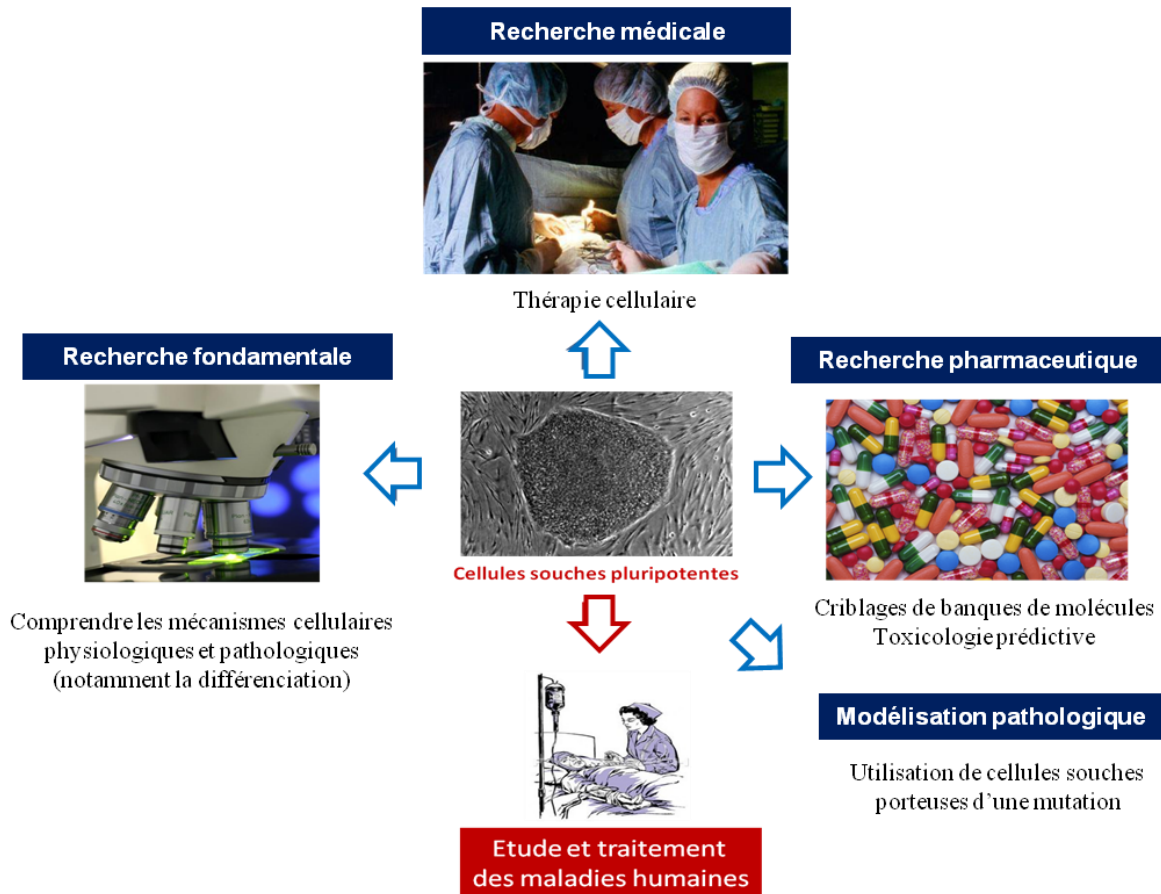 Recherche médicale
Thérapie cellulaire
Recherche fondamentale
Comprendre les mécanismes cellulaires
physiologiques et pathologiques
(notamment la différenciation)
Cellules souches pluripotentes
Recherche pharmaceutique
Criblages de banques de molécules
Toxicologie prédictive
Modélisation pathologique
Utilisation de cellules souches
porteuses d’une mutation
Etude et traitement
des maladies humaines